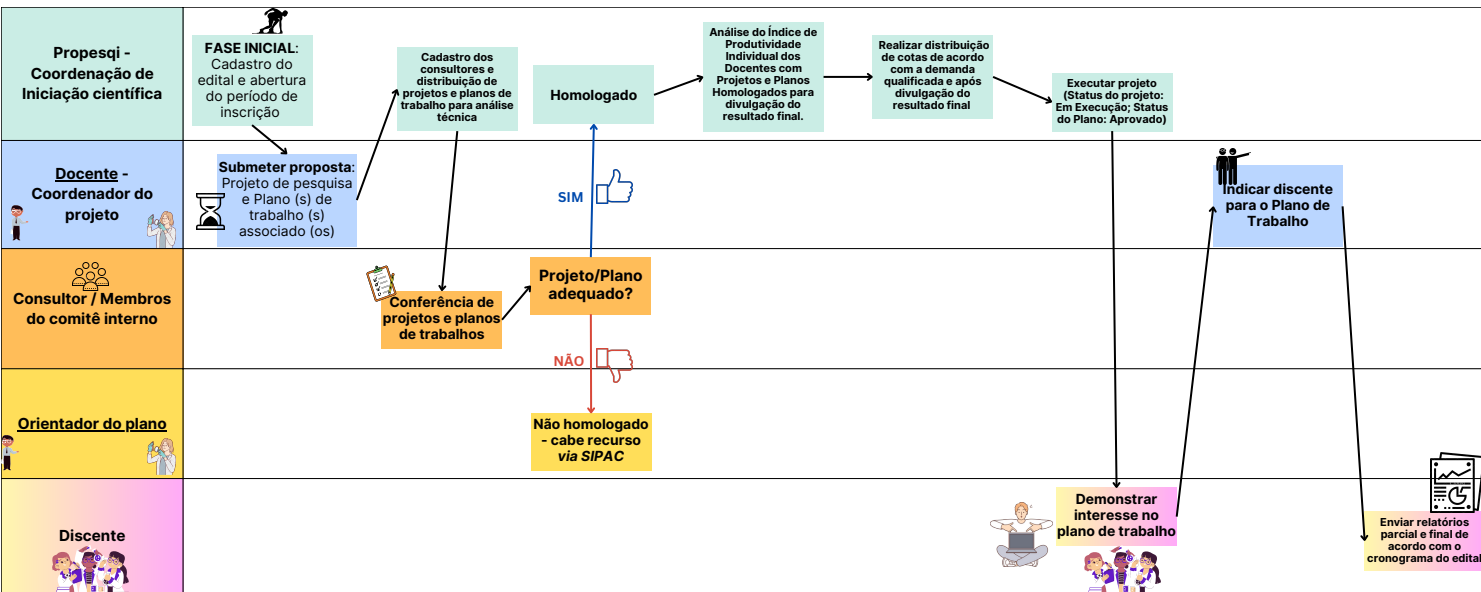 Propesqi -
Coordenação de
Iniciação científica
FASE INICIAL:
Cadastro do
edital e abertura
do período de
inscrição
Cadastro dos
consultores e
distribuição de
projetos e planos
de trabalho para análise
técnica
Homologado
Análise do Índice de
Produtividade
Individual dos
Docentes com
Projetos e Planos
Homologados para
divulgação do
resultado final.
Realizar distribuição
de cotas de acordo
com a demanda
qualificada e após
divulgação do
resultado final
Executar projeto
(Status do projeto:
Em Execução; Status
do Plano: Aprovado)
Docente -
Coordenador do
projeto
Submeter proposta:
Projeto de pesquisa
e Plano (s) de
trabalho (s)
associado (os)
SIM
Indicar discente
para o Plano de
Trabalho
Consultor / Membros
do comitê interno
Conferência de
projetos e planos
de trabalhos
Projeto/Plano
adequado?
NÃO
Orientador do plano
Não homologado
- cabe recurso
via SIPAC
Discente
Demonstrar
interesse no
plano de trabalho
Enviar relatórios
parcial e final de
acordo com o
cronograma do edital